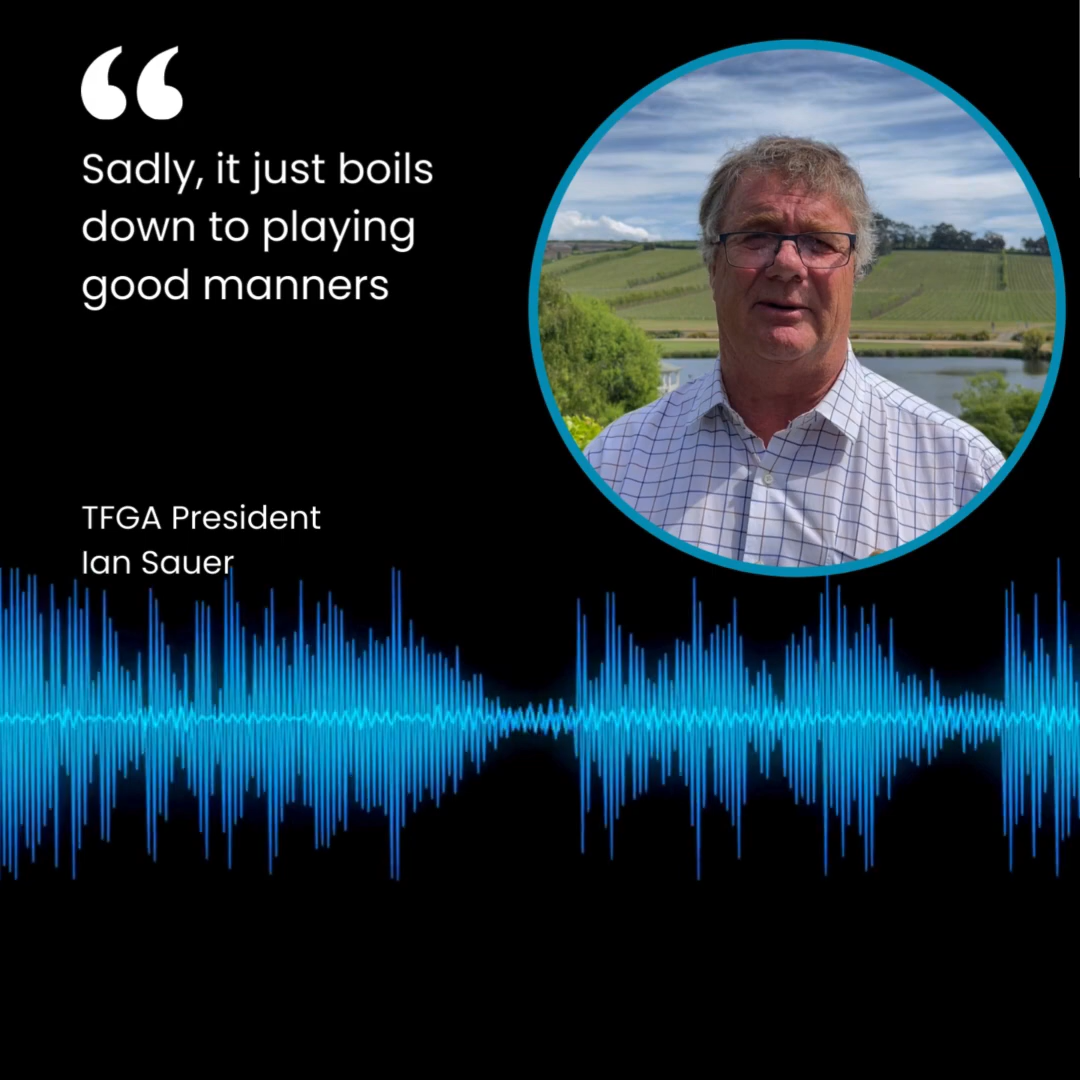 “
Sadly, it just boils
down to playing
good manners
TFGA President
Ian Sauer